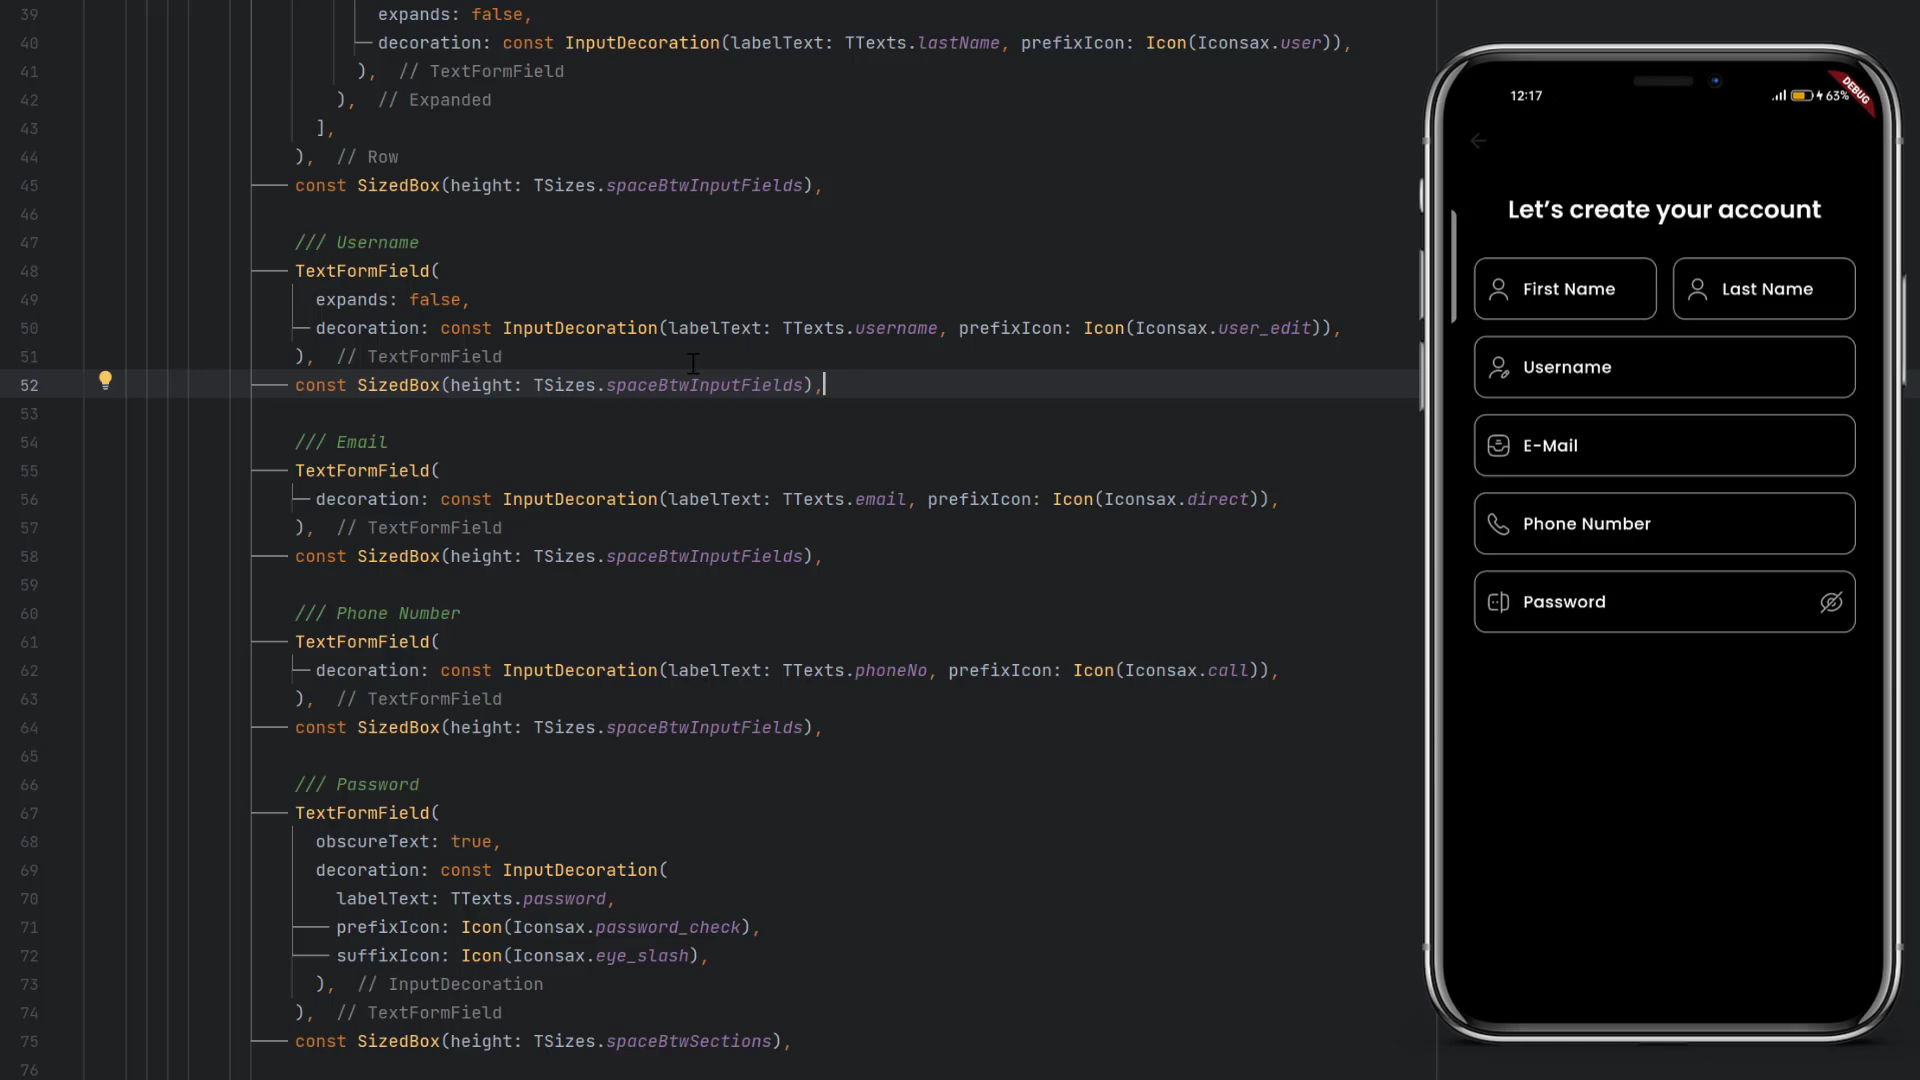 39 expands: false,
40 decoration: const InputDecoration(labelText: TTexts.lastName, prefixIcon: Icon(Iconsax.user)),
41 ), // TextFormField
42 ), // Expanded
43 ],
44 ), // Row
45 const SizedBox(height: TSizes.spaceBtwInputFields),
46
47 /// Username
48 TextFormField(
49 expands: false,
50 decoration: const InputDecoration(labelText: TTexts.username, prefixIcon: Icon(Iconsax.user_edit)),
51 ), // TextFormField
52 const SizedBox(height: TSizes.spaceBtwInputFields),
53
54 /// Email
55 TextFormField(
56 decoration: const InputDecoration(labelText: TTexts.email, prefixIcon: Icon(Iconsax.direct)),
57 ), // TextFormField
58 const SizedBox(height: TSizes.spaceBtwInputFields),
59
60 /// Phone Number
61 TextFormField(
62 decoration: const InputDecoration(labelText: TTexts.phoneNo, prefixIcon: Icon(Iconsax.call)),
63 ), // TextFormField
64 const SizedBox(height: TSizes.spaceBtwInputFields),
65
66 /// Password
67 TextFormField(
68 obscureText: true,
69 decoration: const InputDecoration(
70 labelText: TTexts.password,
71 prefixIcon: Icon(Iconsax.password_check),
72 suffixIcon: Icon(Iconsax.eye_slash),
73 ), // InputDecoration
74 ), // TextFormField
75 const SizedBox(height: TSizes.spaceBtwSections),
76
12:17 63%
DEBUG
Let's create your account
First Name Last Name
Username
E-Mail
Phone Number
Password